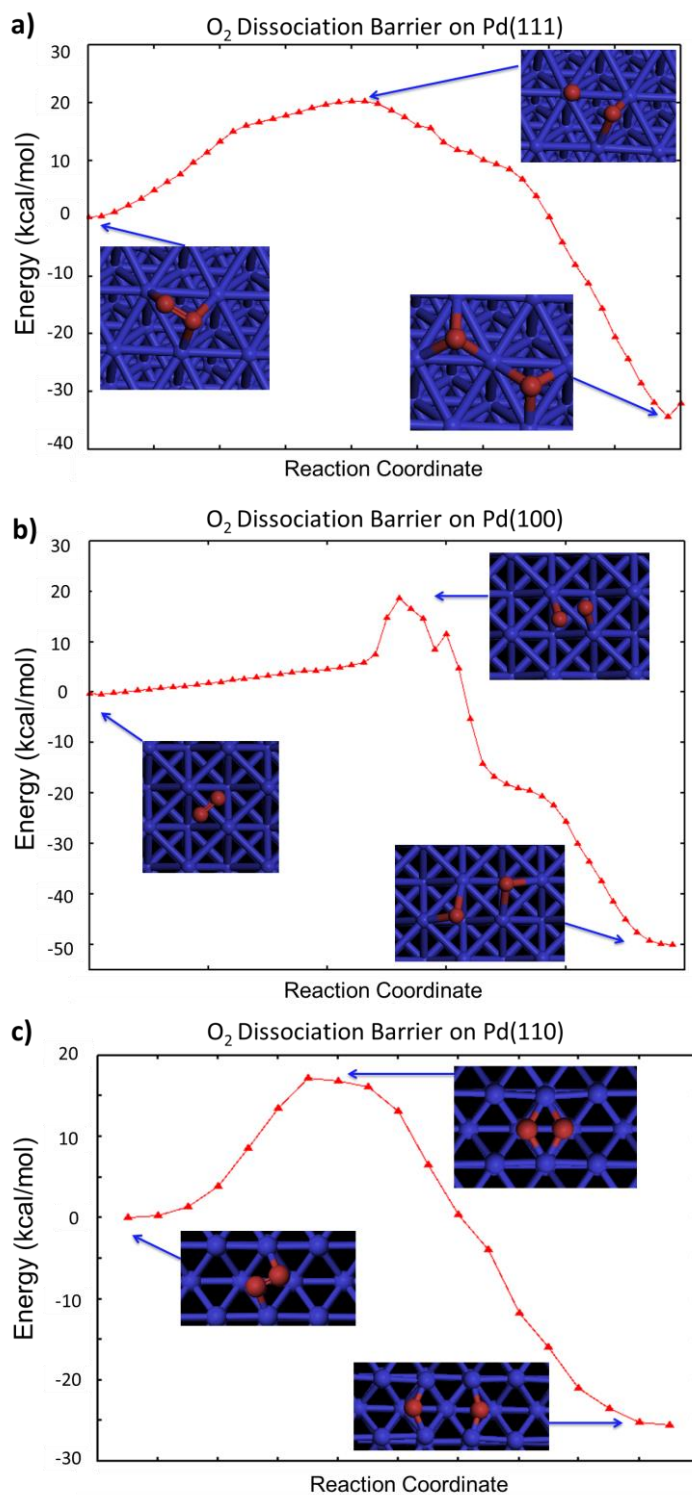 a)
O₂ Dissociation Barrier on Pd(111)
30
20
10
0
-10
-20
-30
-40
Energy (kcal/mol)
Reaction Coordinate
b)
O₂ Dissociation Barrier on Pd(100)
30
20
10
0
-10
-20
-30
-40
-50
Energy (kcal/mol)
Reaction Coordinate
c)
O₂ Dissociation Barrier on Pd(110)
20
10
0
-10
-20
-30
Energy (kcal/mol)
Reaction Coordinate